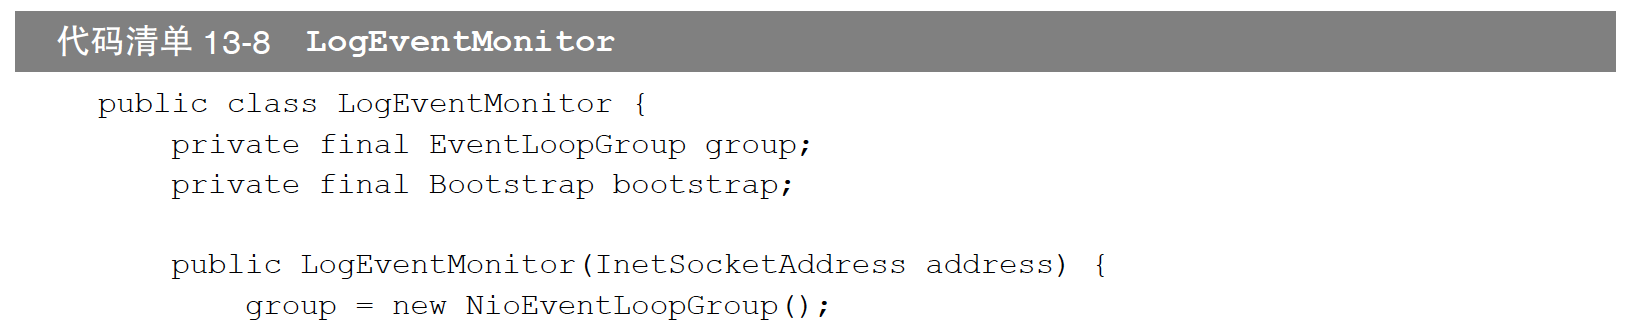 代码清单 13-8 LogEventMonitor
public class LogEventMonitor {
    private final EventLoopGroup group;
    private final Bootstrap bootstrap;
    public LogEventMonitor(InetSocketAddress address) {
        group = new NioEventLoopGroup();